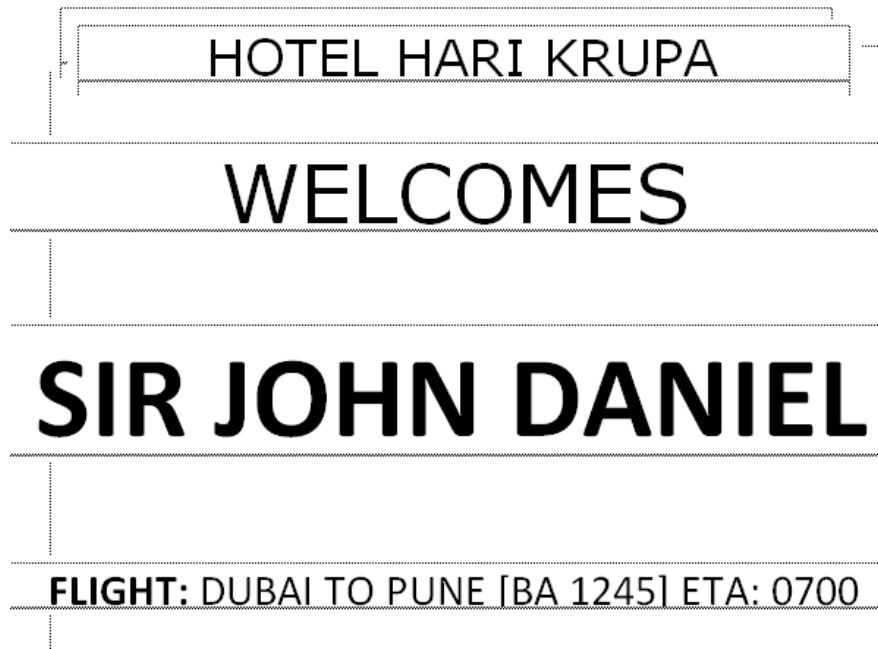 HOTEL HARI KRUPA
WELCOMES
SIR JOHN DANIEL
FLIGHT: DUBAI TO PUNE [BA 1245] ETA: 0700